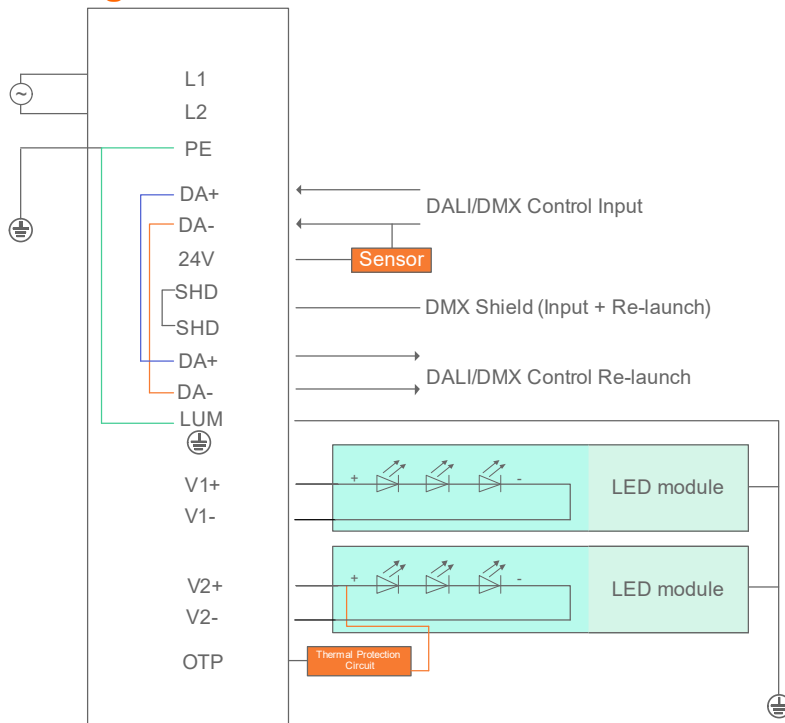 L1
L2
PE
DA+
DALI/DMX Control Input
DA-
24V
Sensor
SHD
DMX Shield (Input + Re-launch)
SHD
DA+
DALI/DMX Control Re-launch
DA-
LUM
+
-
V1+
LED module
V1-
+
-
V2+
LED module
V2-
OTP
Thermal Protection
Circuit